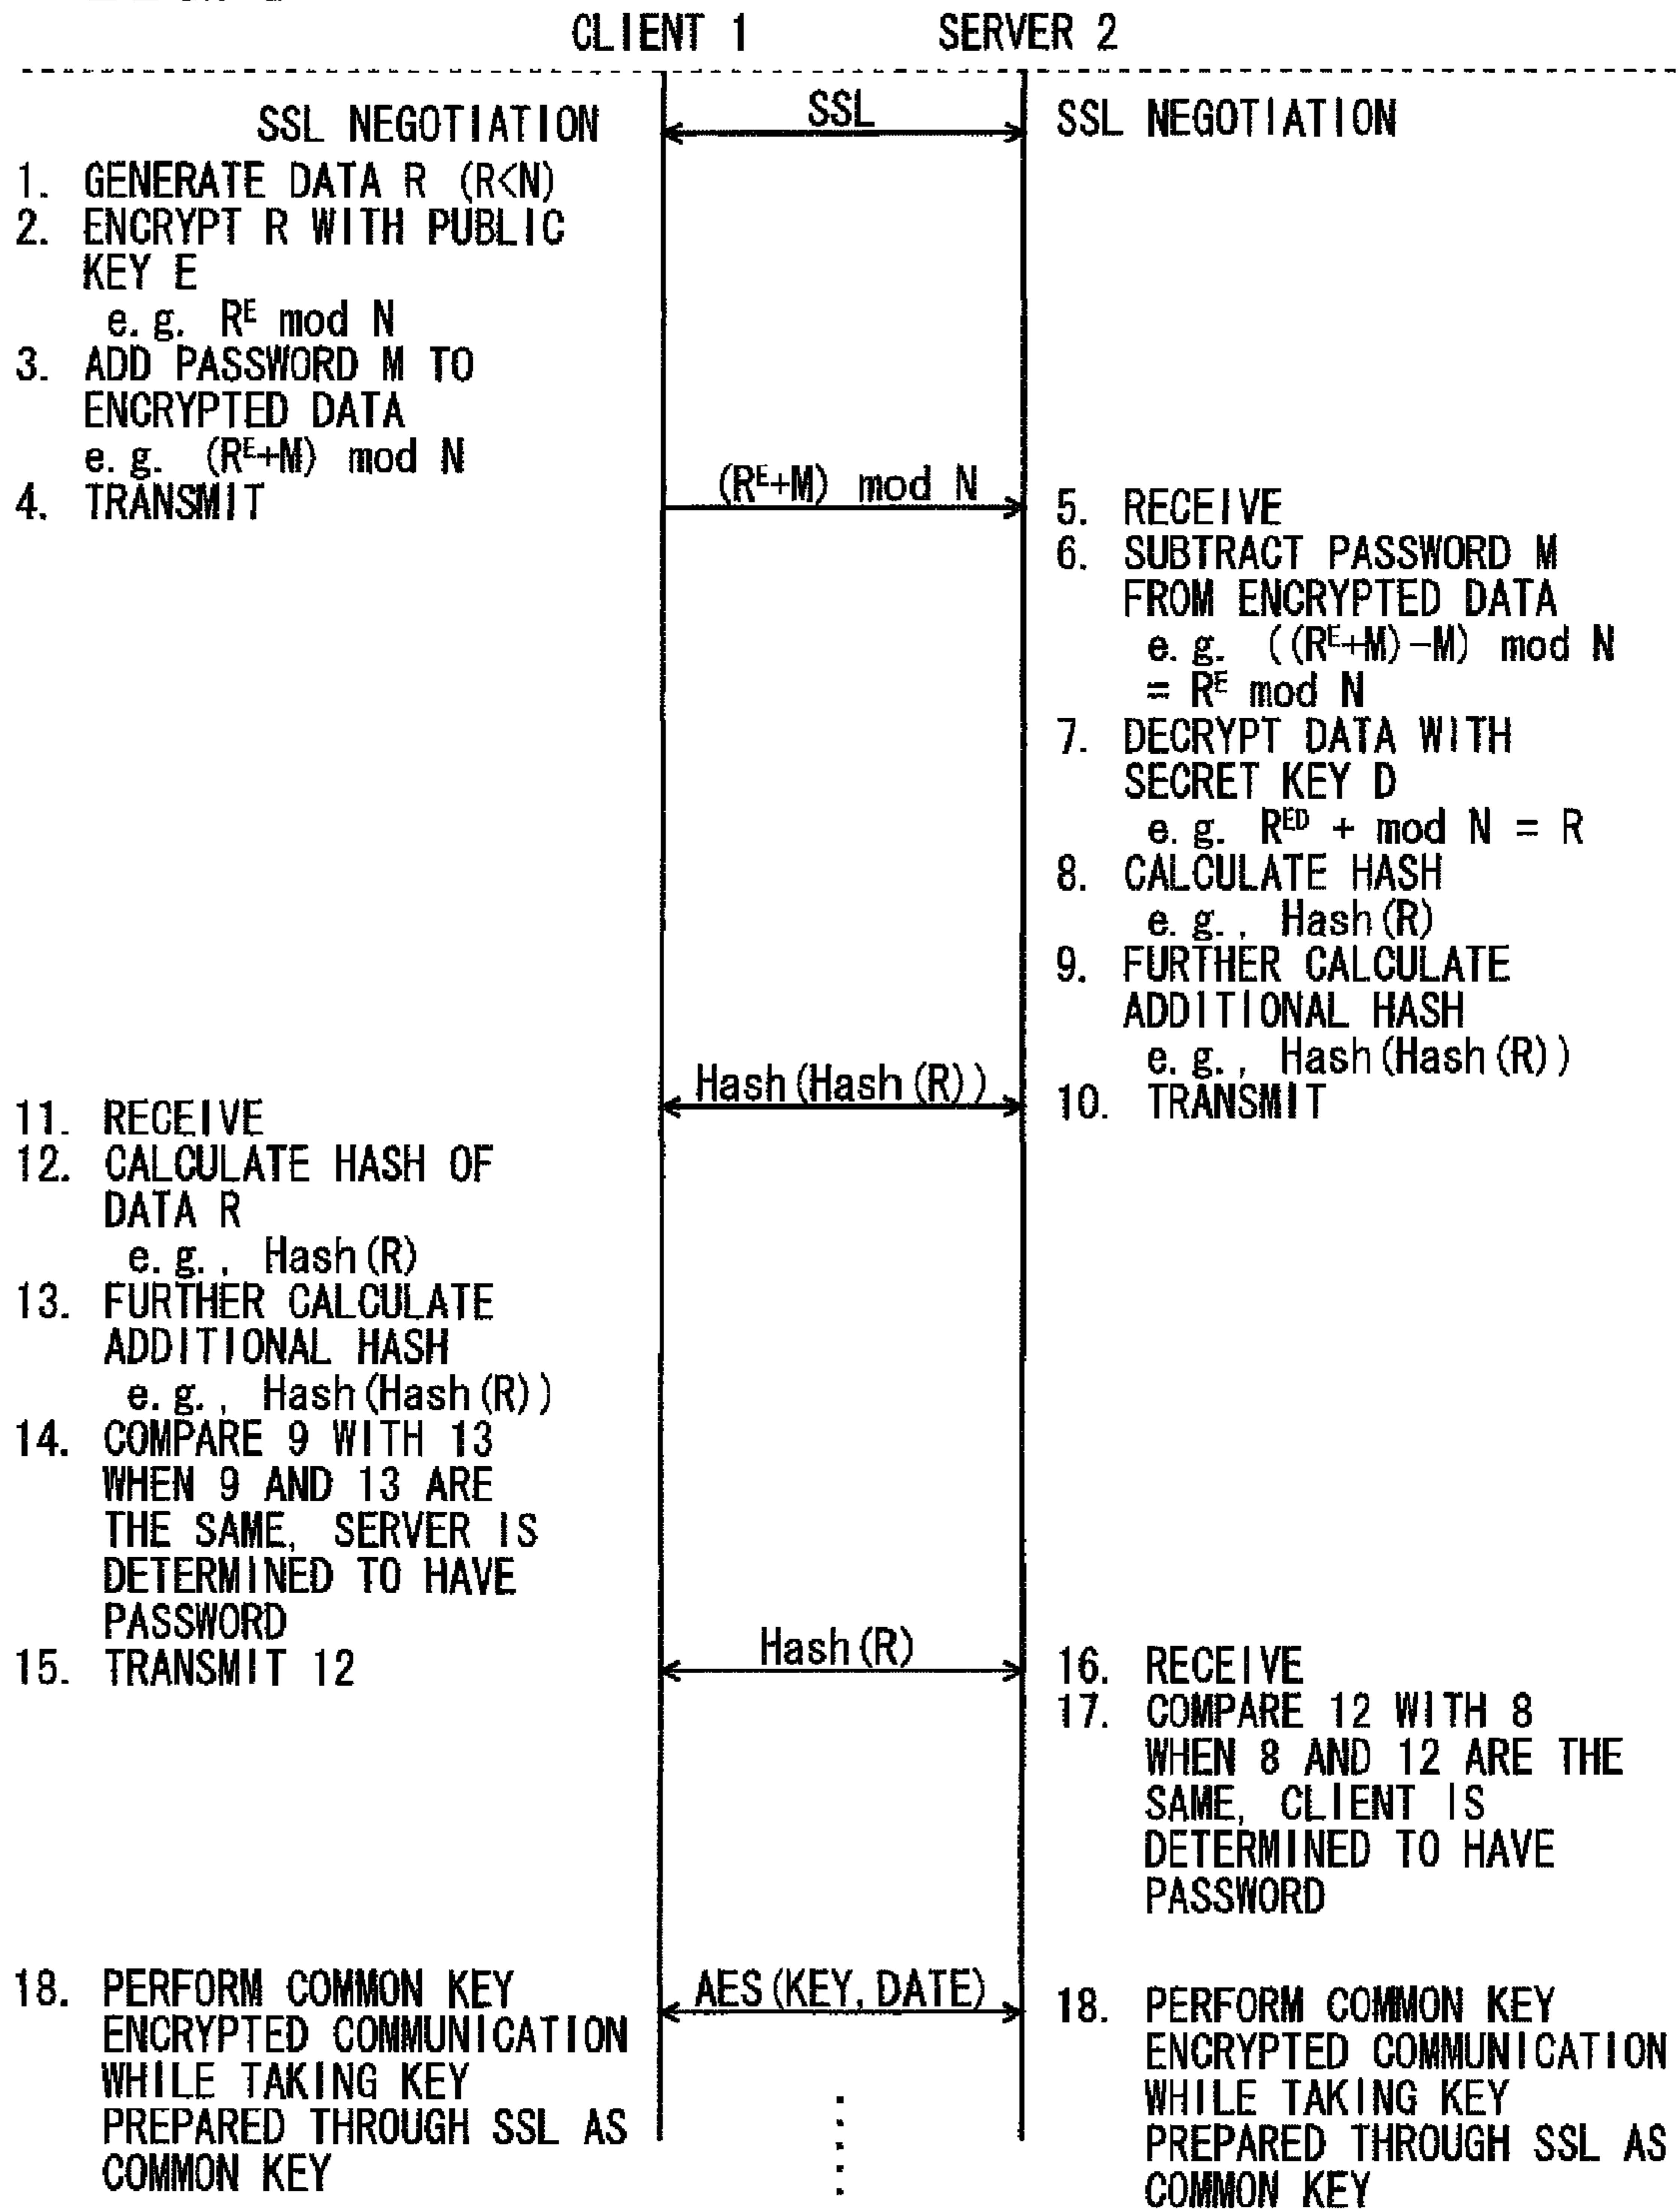 CLIENT 1 SERVER 2
SSL NEGOTIATION SSL SSL NEGOTIATION
1. GENERATE DATA R (R<N)
2. ENCRYPT R WITH PUBLIC
KEY E
e.g. R^E mod N
3. ADD PASSWORD M TO
ENCRYPTED DATA
e.g. (R^E+M) mod N
4. TRANSMIT
(R^E+M) mod N
5. RECEIVE
6. SUBTRACT PASSWORD M
FROM ENCRYPTED DATA
e.g. ((R^E+M)-M) mod N
= R^E mod N
7. DECRYPT DATA WITH
SECRET KEY D
e.g. R^ED + mod N = R
8. CALCULATE HASH
e.g., Hash(R)
9. FURTHER CALCULATE
ADDITIONAL HASH
e.g., Hash(Hash(R))
10. TRANSMIT
Hash(Hash(R))
11. RECEIVE
12. CALCULATE HASH OF
DATA R
e.g., Hash(R)
13. FURTHER CALCULATE
ADDITIONAL HASH
e.g., Hash(Hash(R))
14. COMPARE 9 WITH 13
WHEN 9 AND 13 ARE
THE SAME, SERVER IS
DETERMINED TO HAVE
PASSWORD
15. TRANSMIT 12
Hash(R)
16. RECEIVE
17. COMPARE 12 WITH 8
WHEN 8 AND 12 ARE THE
SAME, CLIENT IS
DETERMINED TO HAVE
PASSWORD
18. PERFORM COMMON KEY
ENCRYPTED COMMUNICATION
WHILE TAKING KEY
PREPARED THROUGH SSL AS
COMMON KEY
AES(KEY, DATE)
18. PERFORM COMMON KEY
ENCRYPTED COMMUNICATION
WHILE TAKING KEY
PREPARED THROUGH SSL AS
COMMON KEY